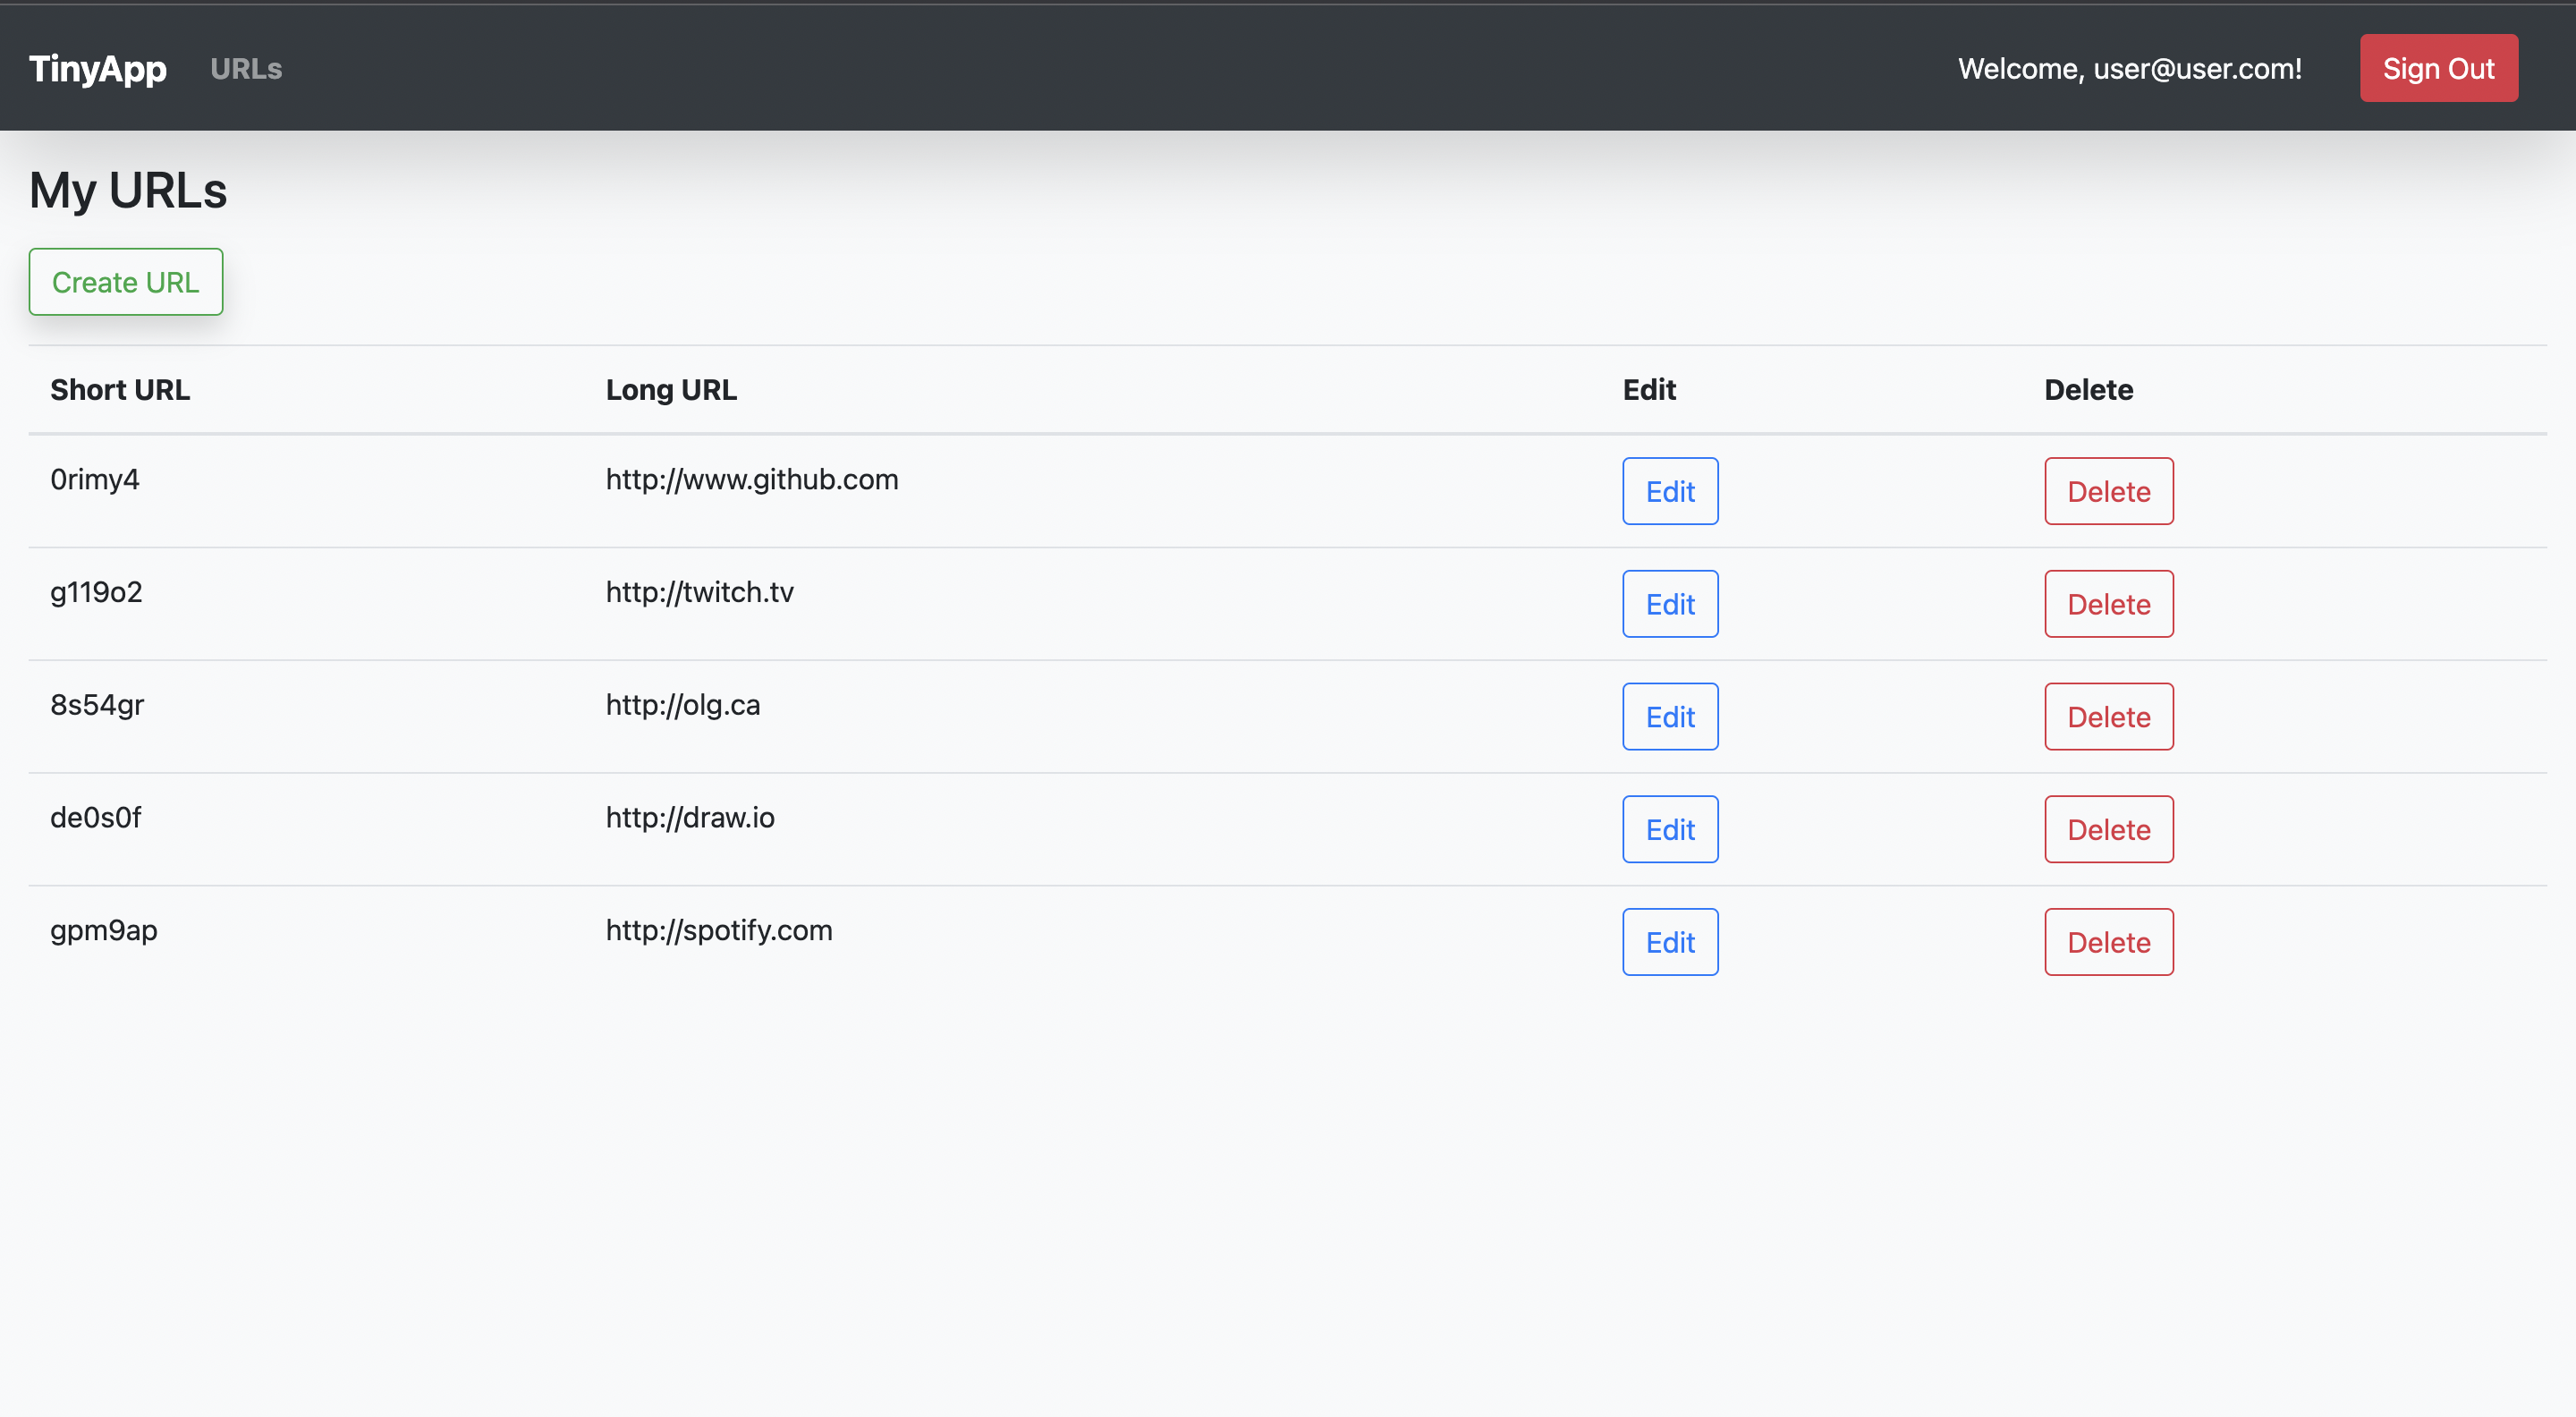 TinyApp URLs Welcome, user@user.com! Sign Out
My URLs
Create URL
Short URL Long URL Edit Delete
0rimy4 http://www.github.com Edit Delete
g119o2 http://twitch.tv Edit Delete
8s54gr http://olg.ca Edit Delete
de0s0f http://draw.io Edit Delete
gpm9ap http://spotify.com Edit Delete